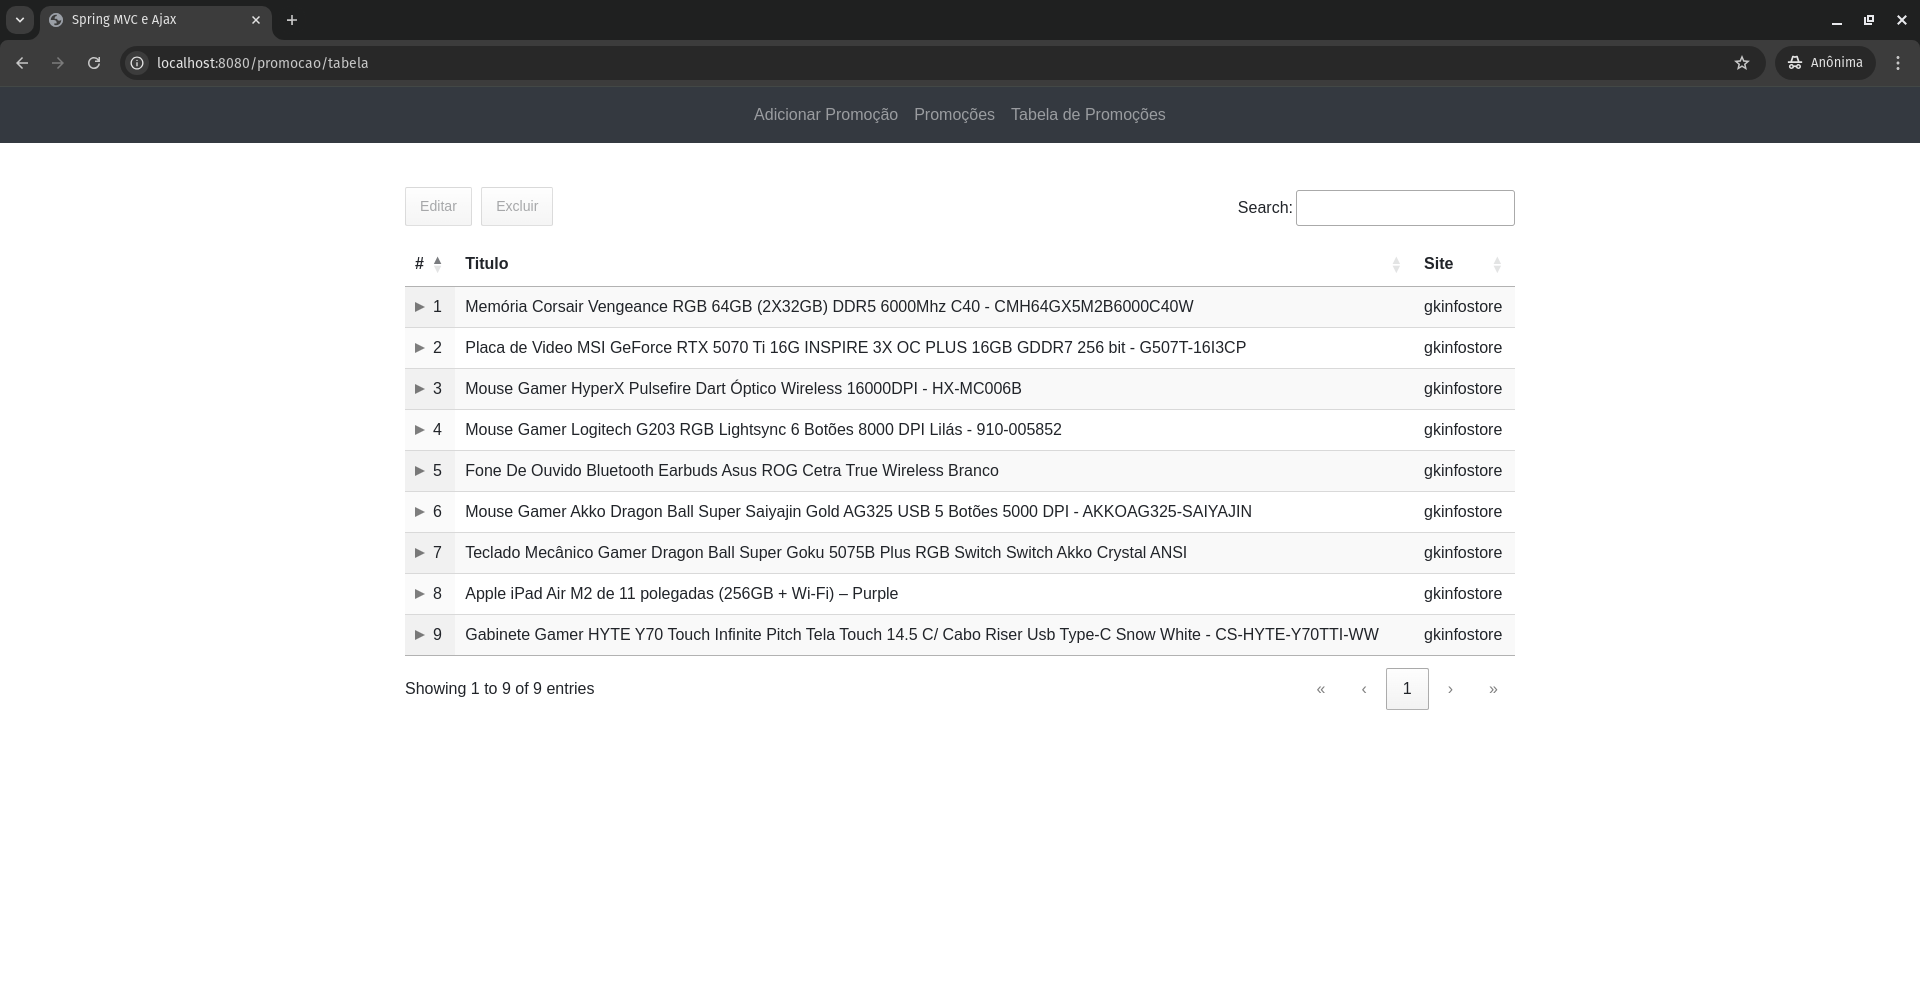 Spring MVC e Ajax
localhost:8080/promocao/tabela
Anônima
Adicionar Promoção Promoções Tabela de Promoções
Editar Excluir Search:
# Titulo Site
1 Memória Corsair Vengeance RGB 64GB (2X32GB) DDR5 6000Mhz C40 - CMH64GX5M2B6000C40W gkinfostore
2 Placa de Video MSI GeForce RTX 5070 Ti 16G INSPIRE 3X OC PLUS 16GB GDDR7 256 bit - G507T-16I3CP gkinfostore
3 Mouse Gamer HyperX Pulsefire Dart Óptico Wireless 16000DPI - HX-MC006B gkinfostore
4 Mouse Gamer Logitech G203 RGB Lightsync 6 Botões 8000 DPI Lilás - 910-005852 gkinfostore
5 Fone De Ouvido Bluetooth Earbuds Asus ROG Cetra True Wireless Branco gkinfostore
6 Mouse Gamer Akko Dragon Ball Super Saiyajin Gold AG325 USB 5 Botões 5000 DPI - AKKOAG325-SAIYAJIN gkinfostore
7 Teclado Mecânico Gamer Dragon Ball Super Goku 5075B Plus RGB Switch Switch Akko Crystal ANSI gkinfostore
8 Apple iPad Air M2 de 11 polegadas (256GB + Wi-Fi) – Purple gkinfostore
9 Gabinete Gamer HYTE Y70 Touch Infinite Pitch Tela Touch 14.5 C/ Cabo Riser Usb Type-C Snow White - CS-HYTE-Y70TTI-WW gkinfostore
Showing 1 to 9 of 9 entries « ‹ 1 › »